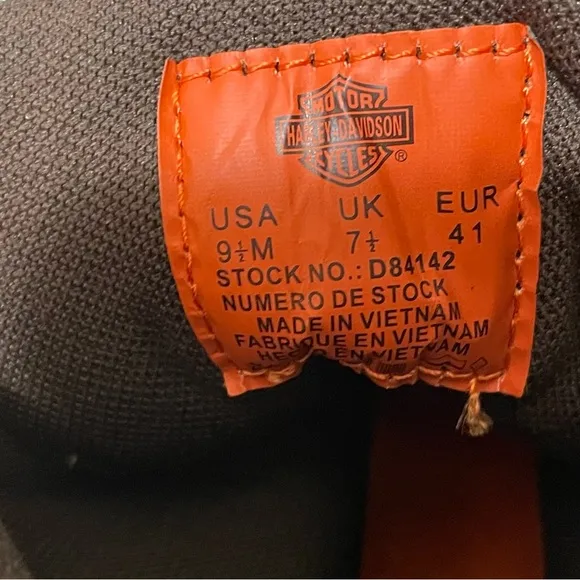 MOTOR
HARLEY-DAVIDSON
CYCLES
®
USA UK EUR
9½M 7½ 41
STOCK NO.: D84142
NUMERO DE STOCK
MADE IN VIETNAM
FABRIQUE EN VIETNAM
HECHO EN VIETNAM